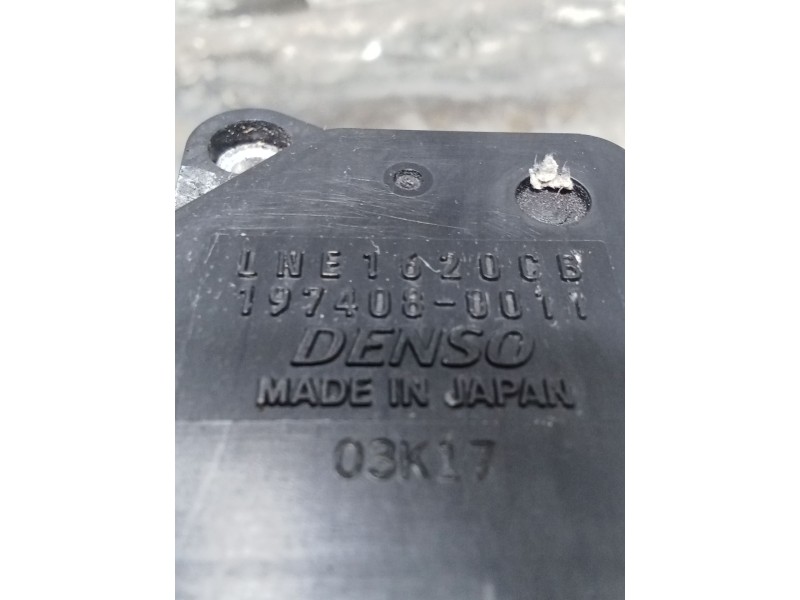 LNE1620CB
197408-0011
DENSO
MADE IN JAPAN
03K17